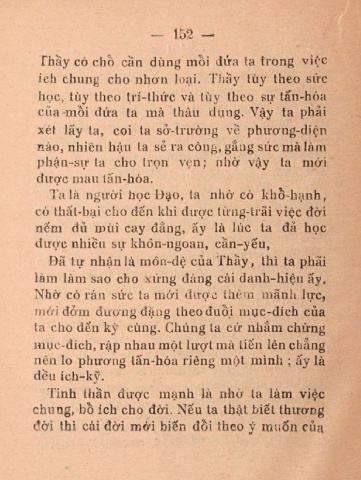 — 152 —
Thầy có chỗ cần dùng mỗi đứa ta trong việc
ích chung cho nhơn loại. Thầy tùy theo sức
học, tùy theo trí-thức và tùy theo sự tấn-hóa
của mỗi đứa ta mà thâu dụng. Vậy ta phải
xét lấy ta, coi ta sở-trường về phương-diện
nào, nhiên hậu ta sẽ ra công, gắng sức mà làm
phận-sự ta cho trọn vẹn; nhờ vậy ta mới
được mau tấn-hóa.
Ta là người học Đạo, ta nhờ có khổ-hạnh,
có thất-bại cho đến khi được từng-trải việc đời
nếm đủ mùi cay đắng, ấy là lúc ta đã học
được nhiều sự khôn-ngoan, cần-yếu,
Đã tự nhận là môn-đệ của Thầy, thì ta phải
làm làm sao cho xứng đáng cái danh-hiệu ấy.
Nhờ có rán sức ta mới được thêm mãnh lực,
mới đởm đương đặng theo đuổi mục-đích của
ta cho đến kỳ cùng. Chúng ta cứ nhắm chừng
mục-đích, rập nhau một lượt mà tiến lên chẳng
nên lo phương tấn-hóa riêng một mình; ấy là
đều ích-kỹ.
Tinh thần được mạnh là nhờ ta làm việc
chung, bồ ích cho đời. Nếu ta thật biết thương
đời thì cái đời mới biến đổi theo ý muốn của